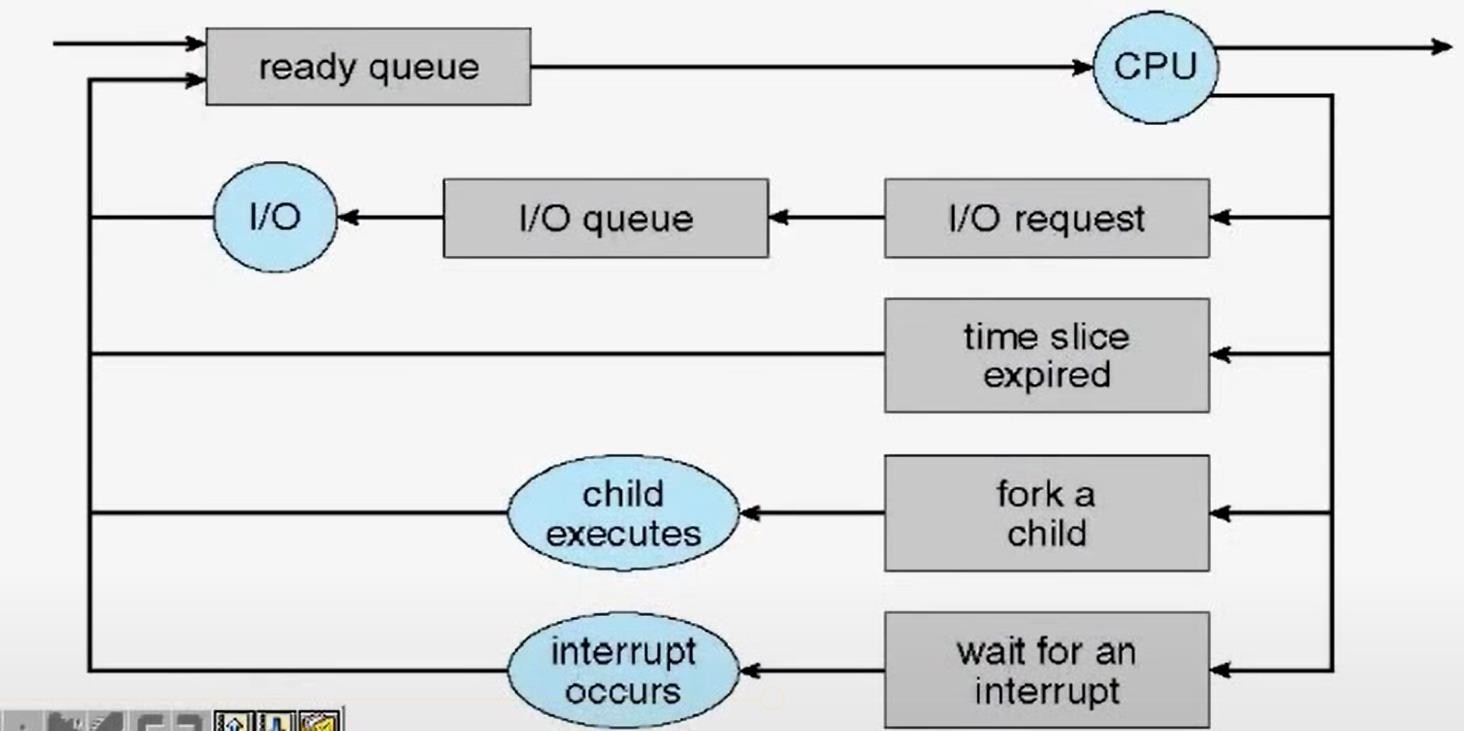 ready queue
CPU
I/O
I/O queue
I/O request
time slice
expired
child
executes
fork a
child
interrupt
occurs
wait for an
interrupt